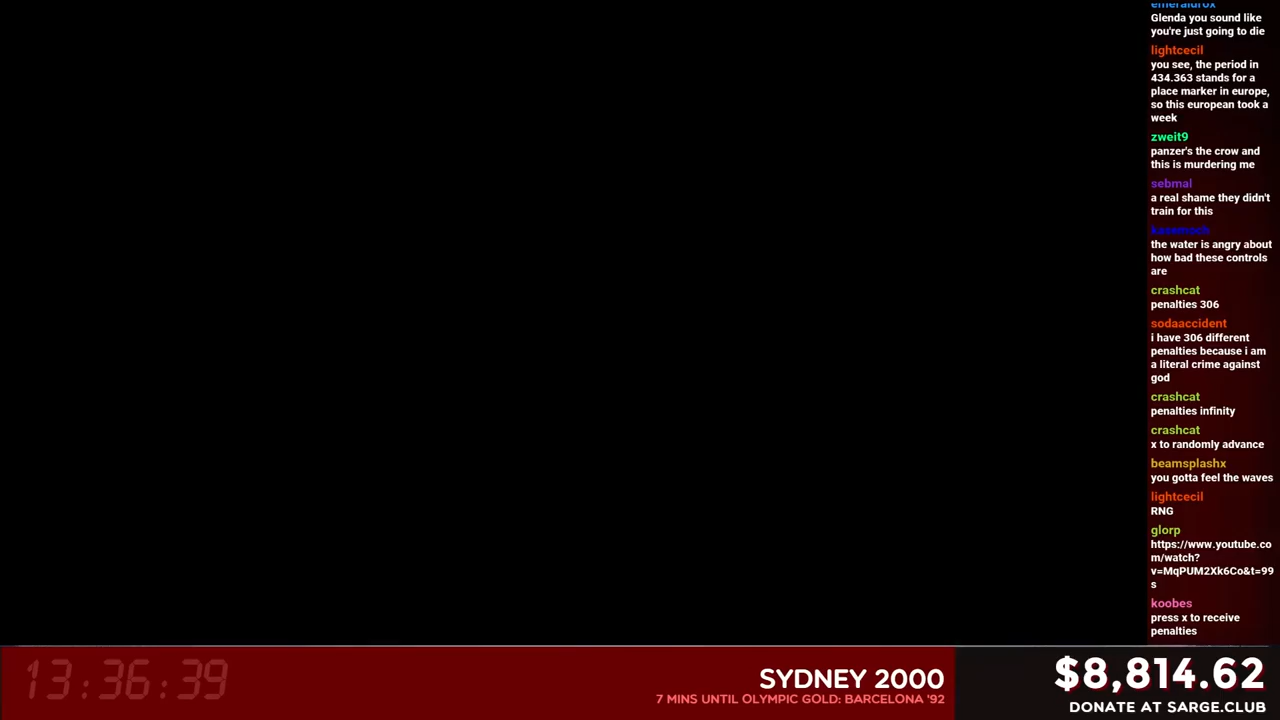 emeraldrox
Glenda you sound like
you're just going to die
lightcecil
you see, the period in
434.363 stands for a
place marker in europe,
so this european took a
week
zweit9
panzer's the crow and
this is murdering me
sebmal
a real shame they didn't
train for this
kasemoch
the water is angry about
how bad these controls
are
crashcat
penalties 306
sodaaccident
i have 306 different
penalties because i am
a literal crime against
god
crashcat
penalties infinity
crashcat
x to randomly advance
beamsplashx
you gotta feel the waves
lightcecil
RNG
glorp
https://www.youtube.co
m/watch?
v=MqPUM2Xk6Co&t=99
s
koobes
press x to receive
penalties
13:36:39
SYDNEY 2000
7 MINS UNTIL OLYMPIC GOLD: BARCELONA '92
$8,814.62
DONATE AT SARGE.CLUB